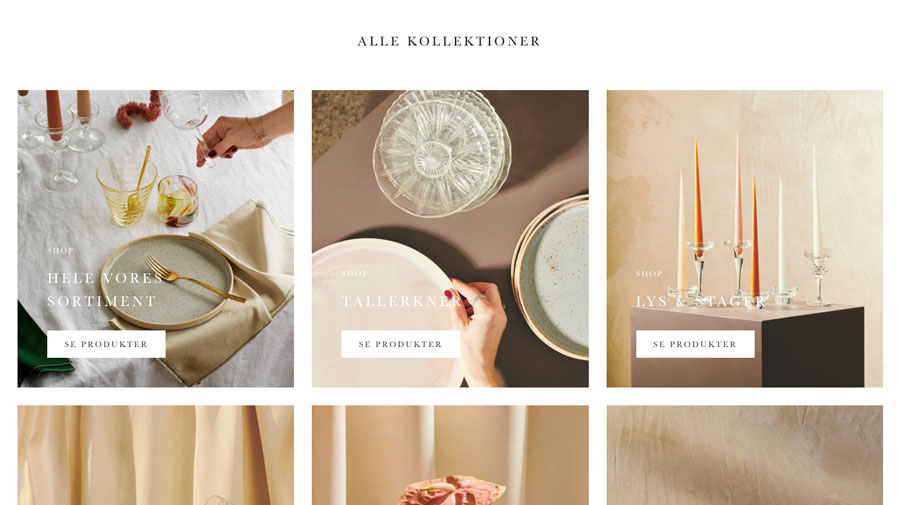 ALLE KOLLEKTIONER
SHOP
HELE VORES
SORTIMENT
SE PRODUKTER
SHOP
TALLERKNER
SE PRODUKTER
SHOP
LYS & STAGER
SE PRODUKTER